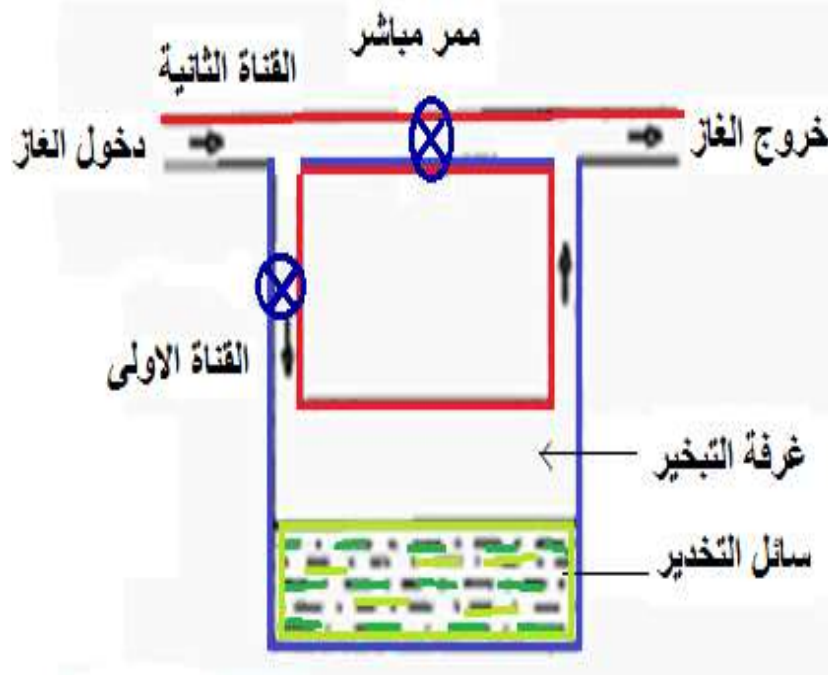 ممر مباشر
القناة الثانية
خروج الغاز
دخول الغاز
القناة الاولى
غرفة التبخير
سائل التخدير